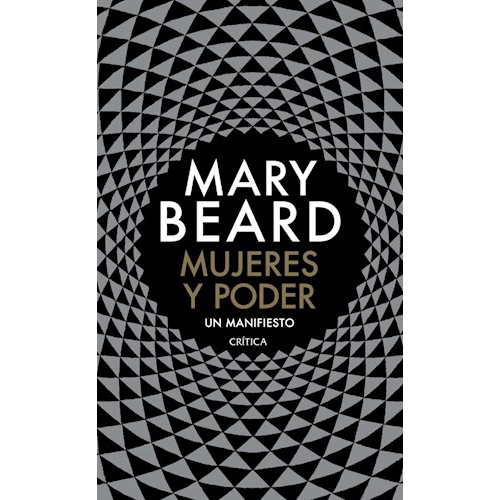 MARY
BEARD
MUJERES
Y PODER
UN MANIFIESTO
CRÍTICA